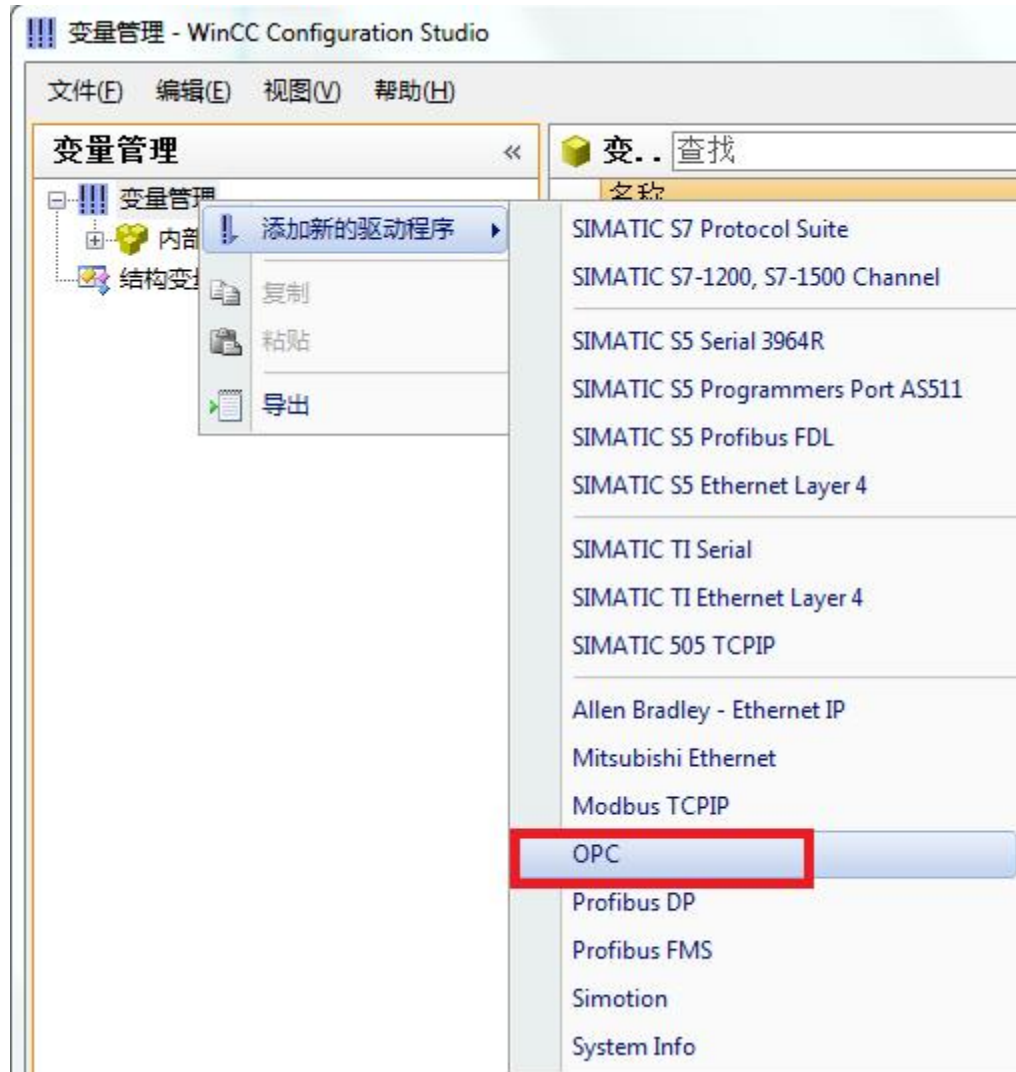 变量管理 - WinCC Configuration Studio
文件(F) 编辑(E) 视图(V) 帮助(H)
变量管理 «
变.. 查找
名称
变量管理
内部
结构变量
添加新的驱动程序
复制
粘贴
导出
SIMATIC S7 Protocol Suite
SIMATIC S7-1200, S7-1500 Channel
SIMATIC S5 Serial 3964R
SIMATIC S5 Programmers Port AS511
SIMATIC S5 Profibus FDL
SIMATIC S5 Ethernet Layer 4
SIMATIC TI Serial
SIMATIC TI Ethernet Layer 4
SIMATIC 505 TCPIP
Allen Bradley - Ethernet IP
Mitsubishi Ethernet
Modbus TCPIP
OPC
Profibus DP
Profibus FMS
Simotion
System Info